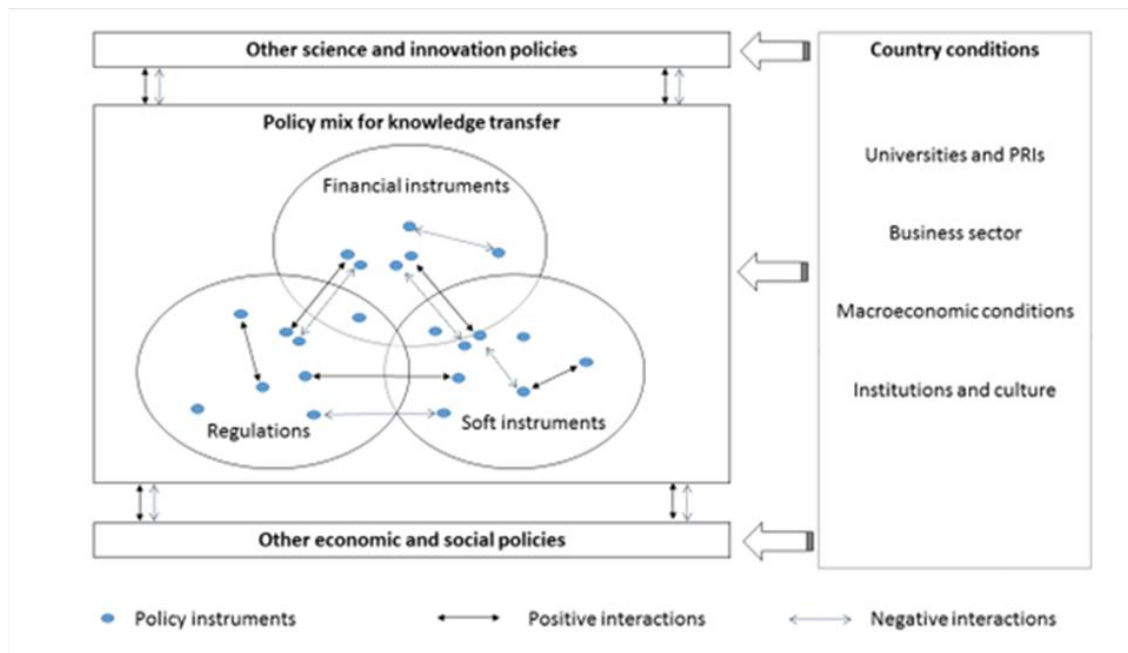 Other science and innovation policies
Country conditions
Policy mix for knowledge transfer
Universities and PRIs
Financial instruments
Business sector
Macroeconomic conditions
Institutions and culture
Regulations
Soft instruments
Other economic and social policies
Policy instruments
Positive interactions
Negative interactions